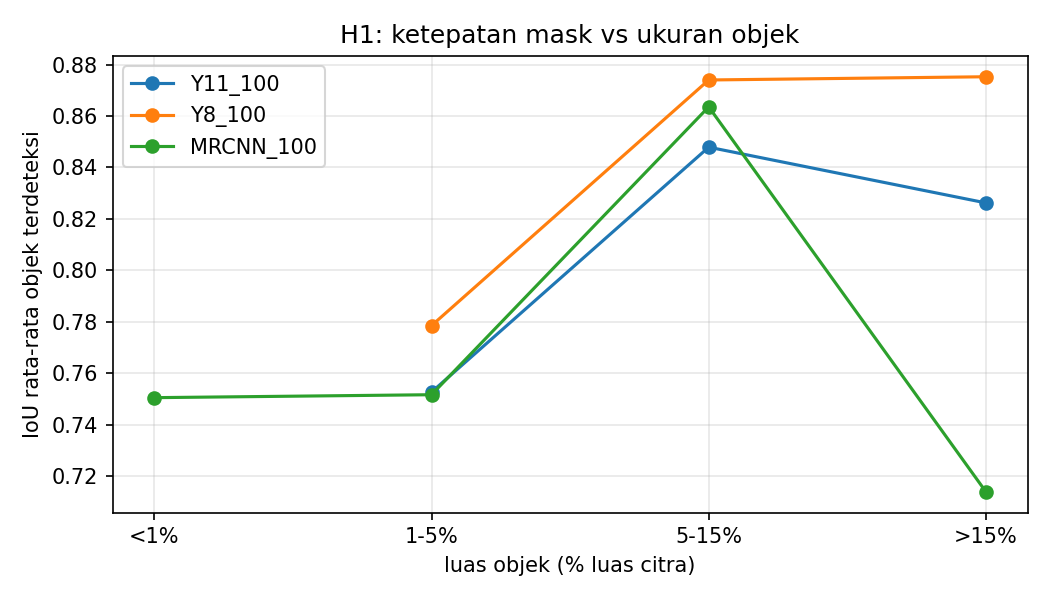 H1: ketepatan mask vs ukuran objek
Y11_100
Y8_100
MRCNN_100
IoU rata-rata objek terdeteksi
0.88
0.86
0.84
0.82
0.80
0.78
0.76
0.74
0.72
<1%
1-5%
5-15%
>15%
luas objek (% luas citra)